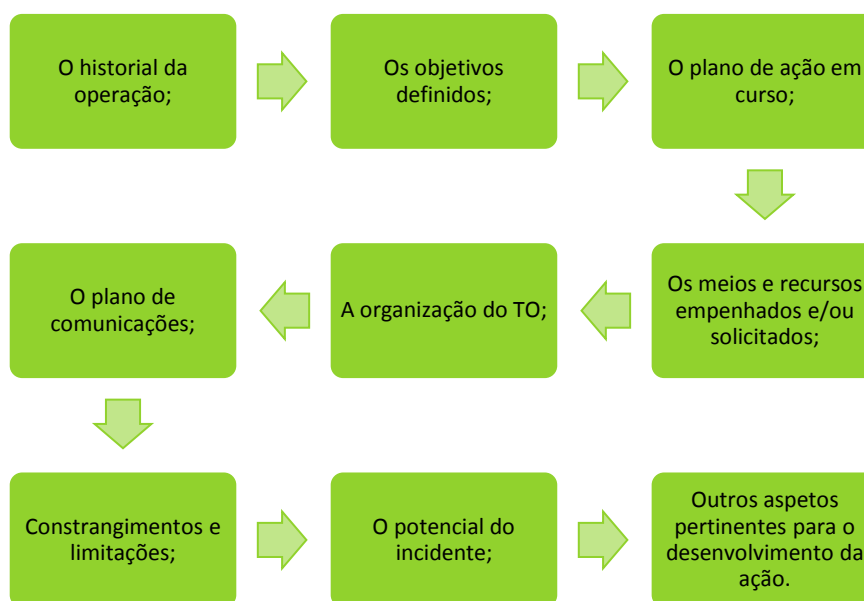 O historial da
operação;
Os objetivos
definidos;
O plano de ação em
curso;
Os meios e recursos
empenhados e/ou
solicitados;
A organização do TO;
O plano de
comunicações;
Constrangimentos e
limitações;
O potencial do
incidente;
Outros aspetos
pertinentes para o
desenvolvimento da
ação.